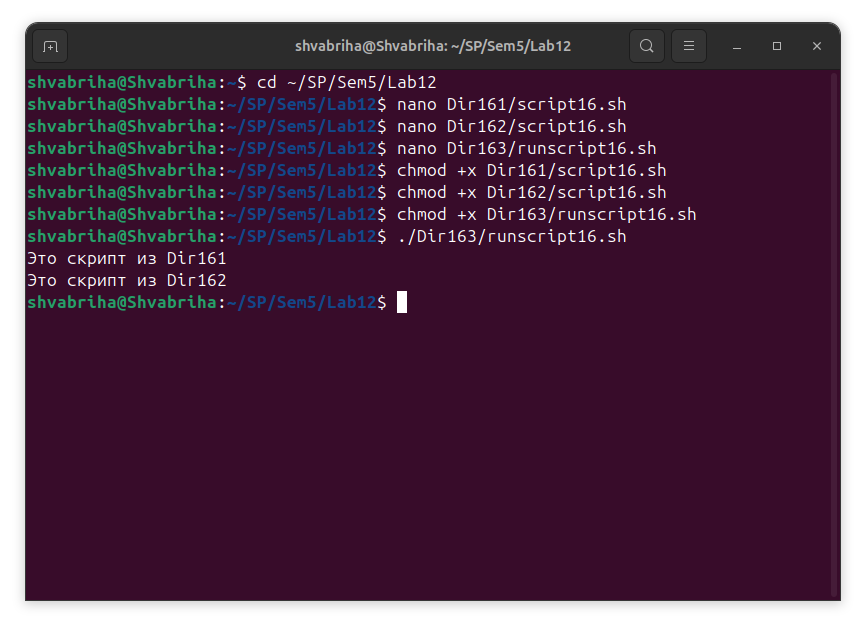 shvabriha@Shvabriha: ~/SP/Sem5/Lab12
shvabriha@Shvabriha:~$ cd ~/SP/Sem5/Lab12
shvabriha@Shvabriha:~/SP/Sem5/Lab12$ nano Dir161/script16.sh
shvabriha@Shvabriha:~/SP/Sem5/Lab12$ nano Dir162/script16.sh
shvabriha@Shvabriha:~/SP/Sem5/Lab12$ nano Dir163/runscript16.sh
shvabriha@Shvabriha:~/SP/Sem5/Lab12$ chmod +x Dir161/script16.sh
shvabriha@Shvabriha:~/SP/Sem5/Lab12$ chmod +x Dir162/script16.sh
shvabriha@Shvabriha:~/SP/Sem5/Lab12$ chmod +x Dir163/runscript16.sh
shvabriha@Shvabriha:~/SP/Sem5/Lab12$ ./Dir163/runscript16.sh
Это скрипт из Dir161
Это скрипт из Dir162
shvabriha@Shvabriha:~/SP/Sem5/Lab12$